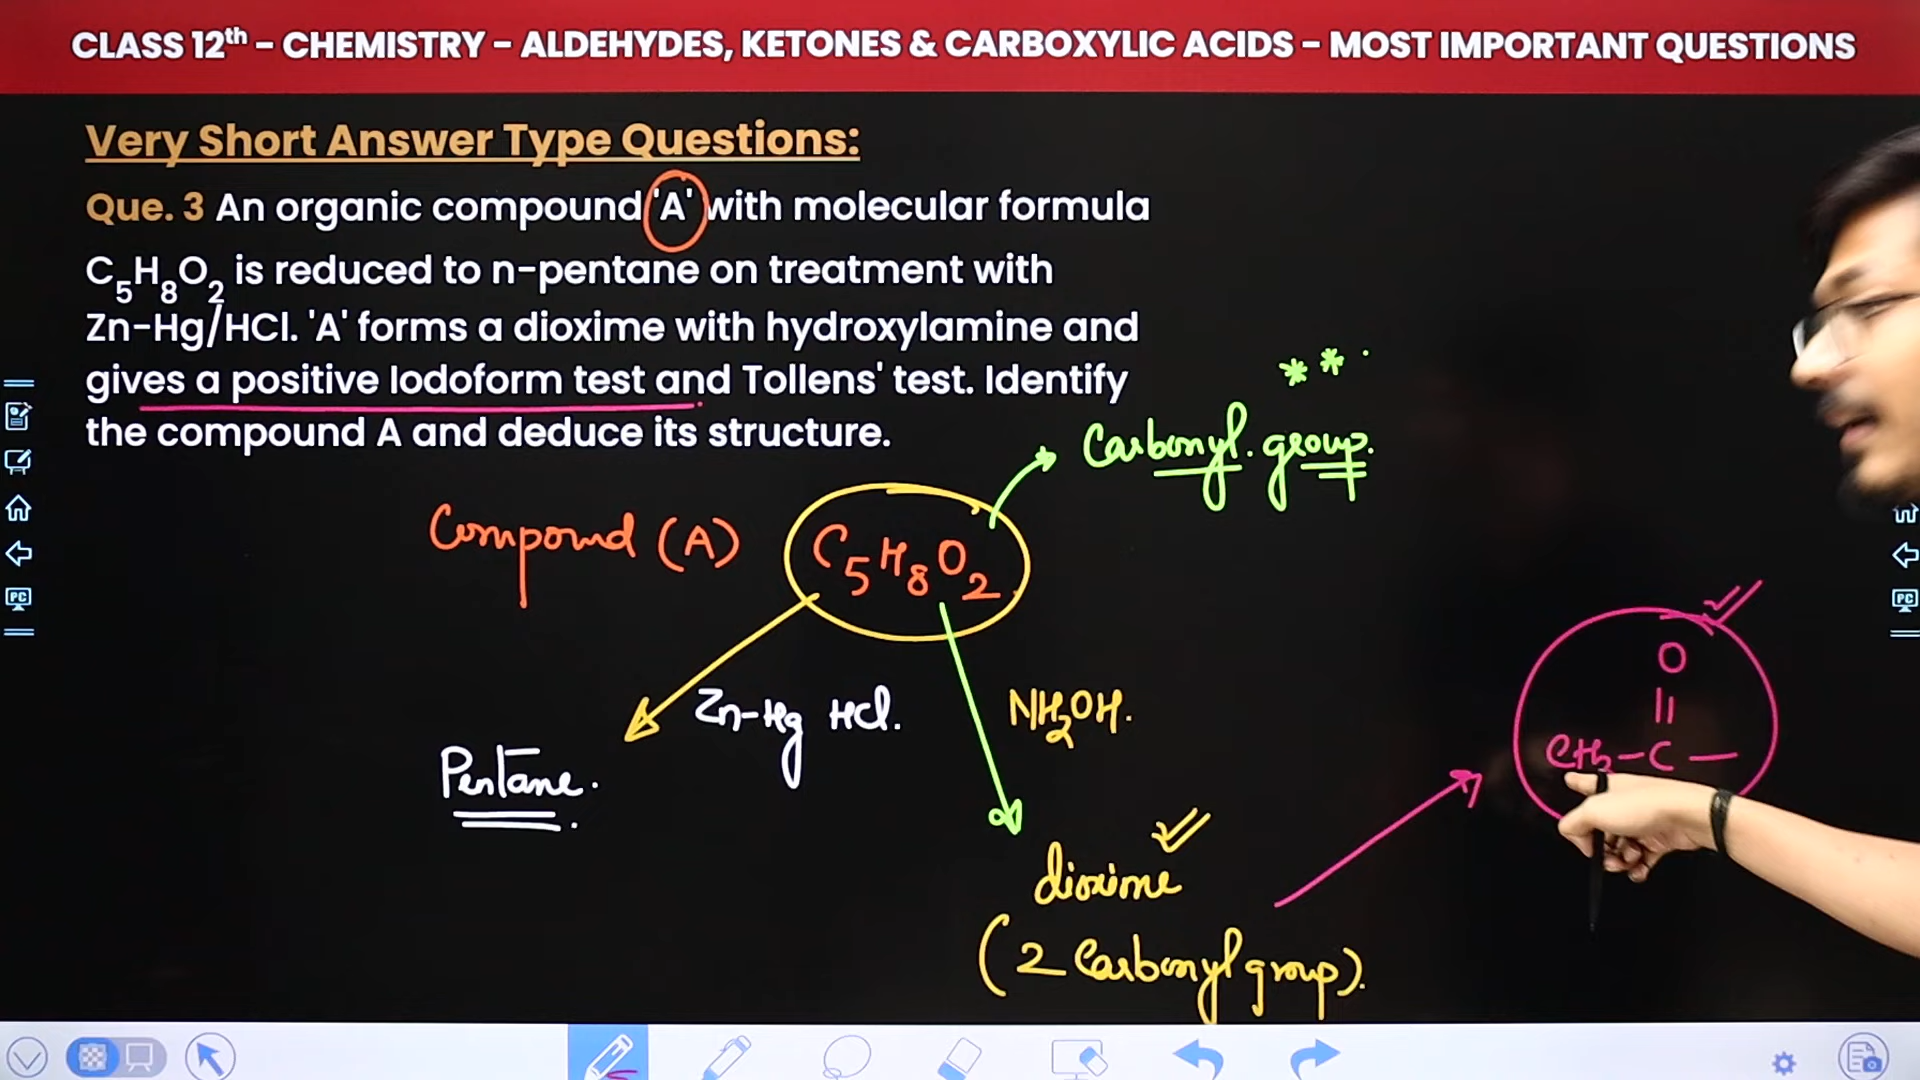 CLASS 12th – CHEMISTRY – ALDEHYDES, KETONES & CARBOXYLIC ACIDS – MOST IMPORTANT QUESTIONS
Very Short Answer Type Questions:
Que. 3 An organic compound 'A' with molecular formula
C5H8O2 is reduced to n-pentane on treatment with
Zn-Hg/HCl. 'A' forms a dioxime with hydroxylamine and
gives a positive Iodoform test and Tollens' test. Identify
the compound A and deduce its structure.
**
Carbonyl. group.
Compound (A) C5H8O2
Zn-Hg HCl.
NH2OH.
Pentane.
O
||
CH3-C-
dioxime
(2 Carbonyl group).
PC
PC